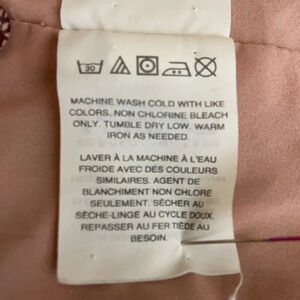 30
MACHINE WASH COLD WITH LIKE
COLORS. NON CHLORINE BLEACH
ONLY. TUMBLE DRY LOW. WARM
IRON AS NEEDED.
LAVER À LA MACHINE À L'EAU
FROIDE AVEC DES COULEURS
SIMILAIRES. AGENT DE
BLANCHIMENT NON CHLORÉ
SEULEMENT. SÉCHER AU
SÈCHE-LINGE AU CYCLE DOUX.
REPASSER AU FER TIÈDE AU
BESOIN.